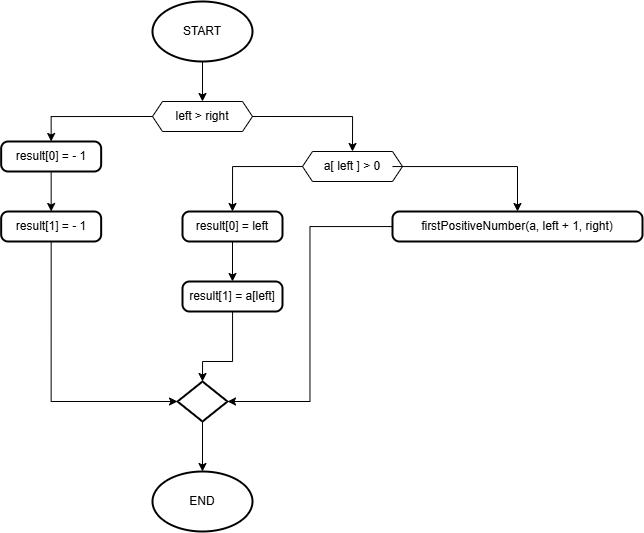 START
left > right
result[0] = - 1
a[ left ] > 0
result[1] = - 1
result[0] = left
firstPositiveNumber(a, left + 1, right)
result[1] = a[left]
END